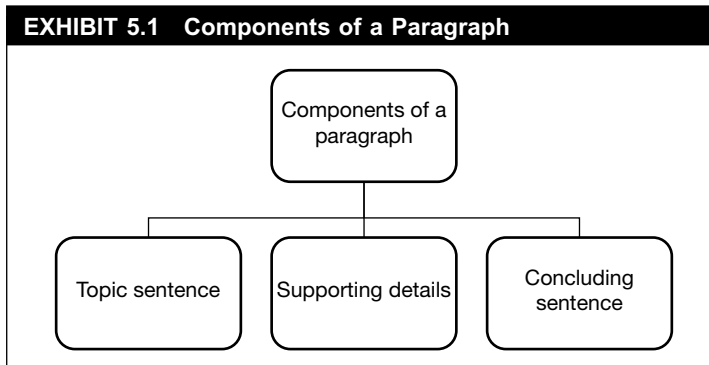 EXHIBIT 5.1 Components of a Paragraph
Components of a
paragraph
Topic sentence
Supporting details
Concluding
sentence